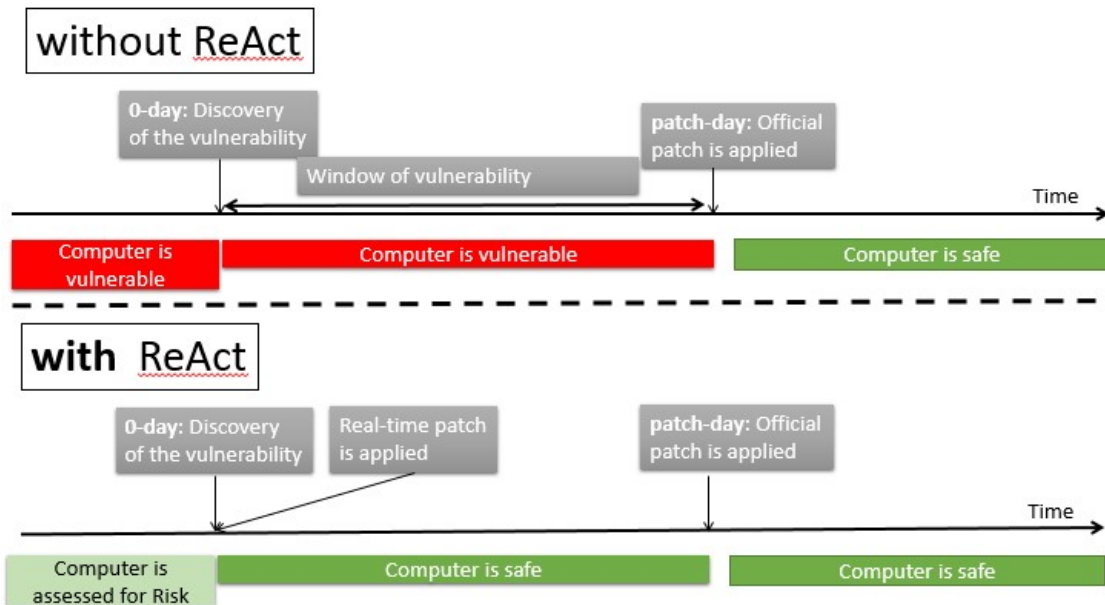 without ReAct
0-day: Discovery
of the vulnerability
patch-day: Official
patch is applied
Window of vulnerability
Time
Computer is
vulnerable
Computer is vulnerable
Computer is safe
with ReAct
0-day: Discovery
of the vulnerability
Real-time patch
is applied
patch-day: Official
patch is applied
Time
Computer is
assessed for Risk
Computer is safe
Computer is safe